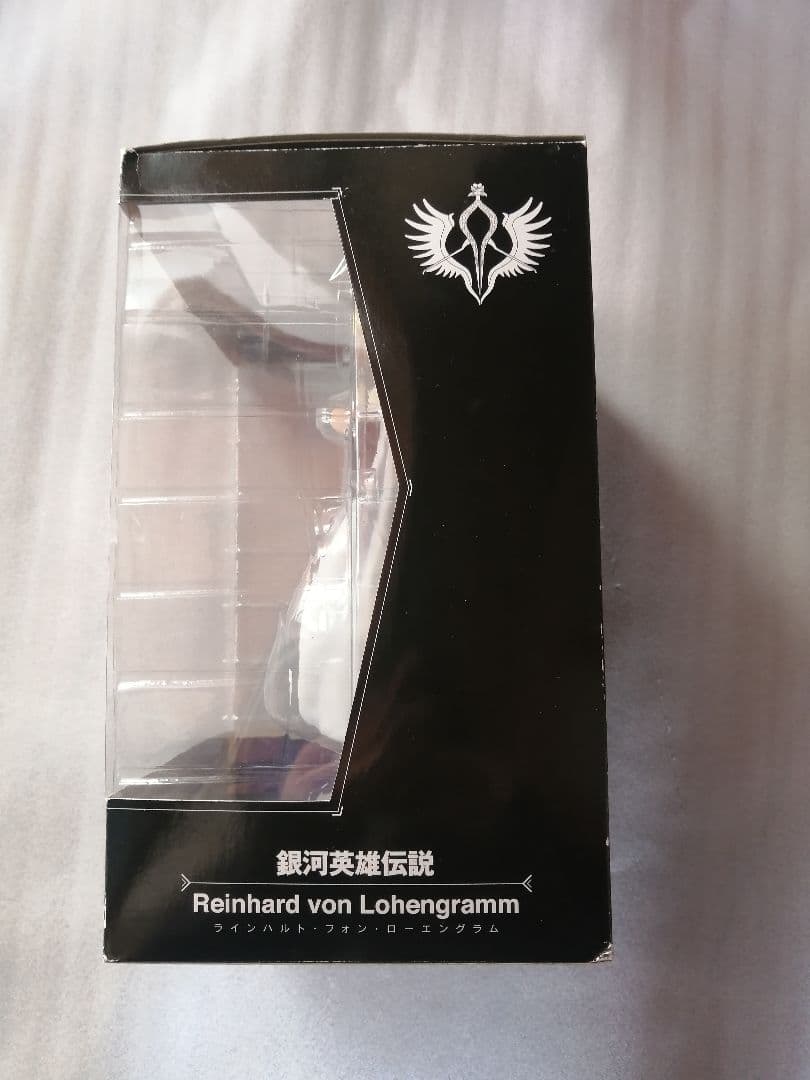 銀河英雄伝説
Reinhard von Lohengramm
ラインハルト・フォン・ローエングラム